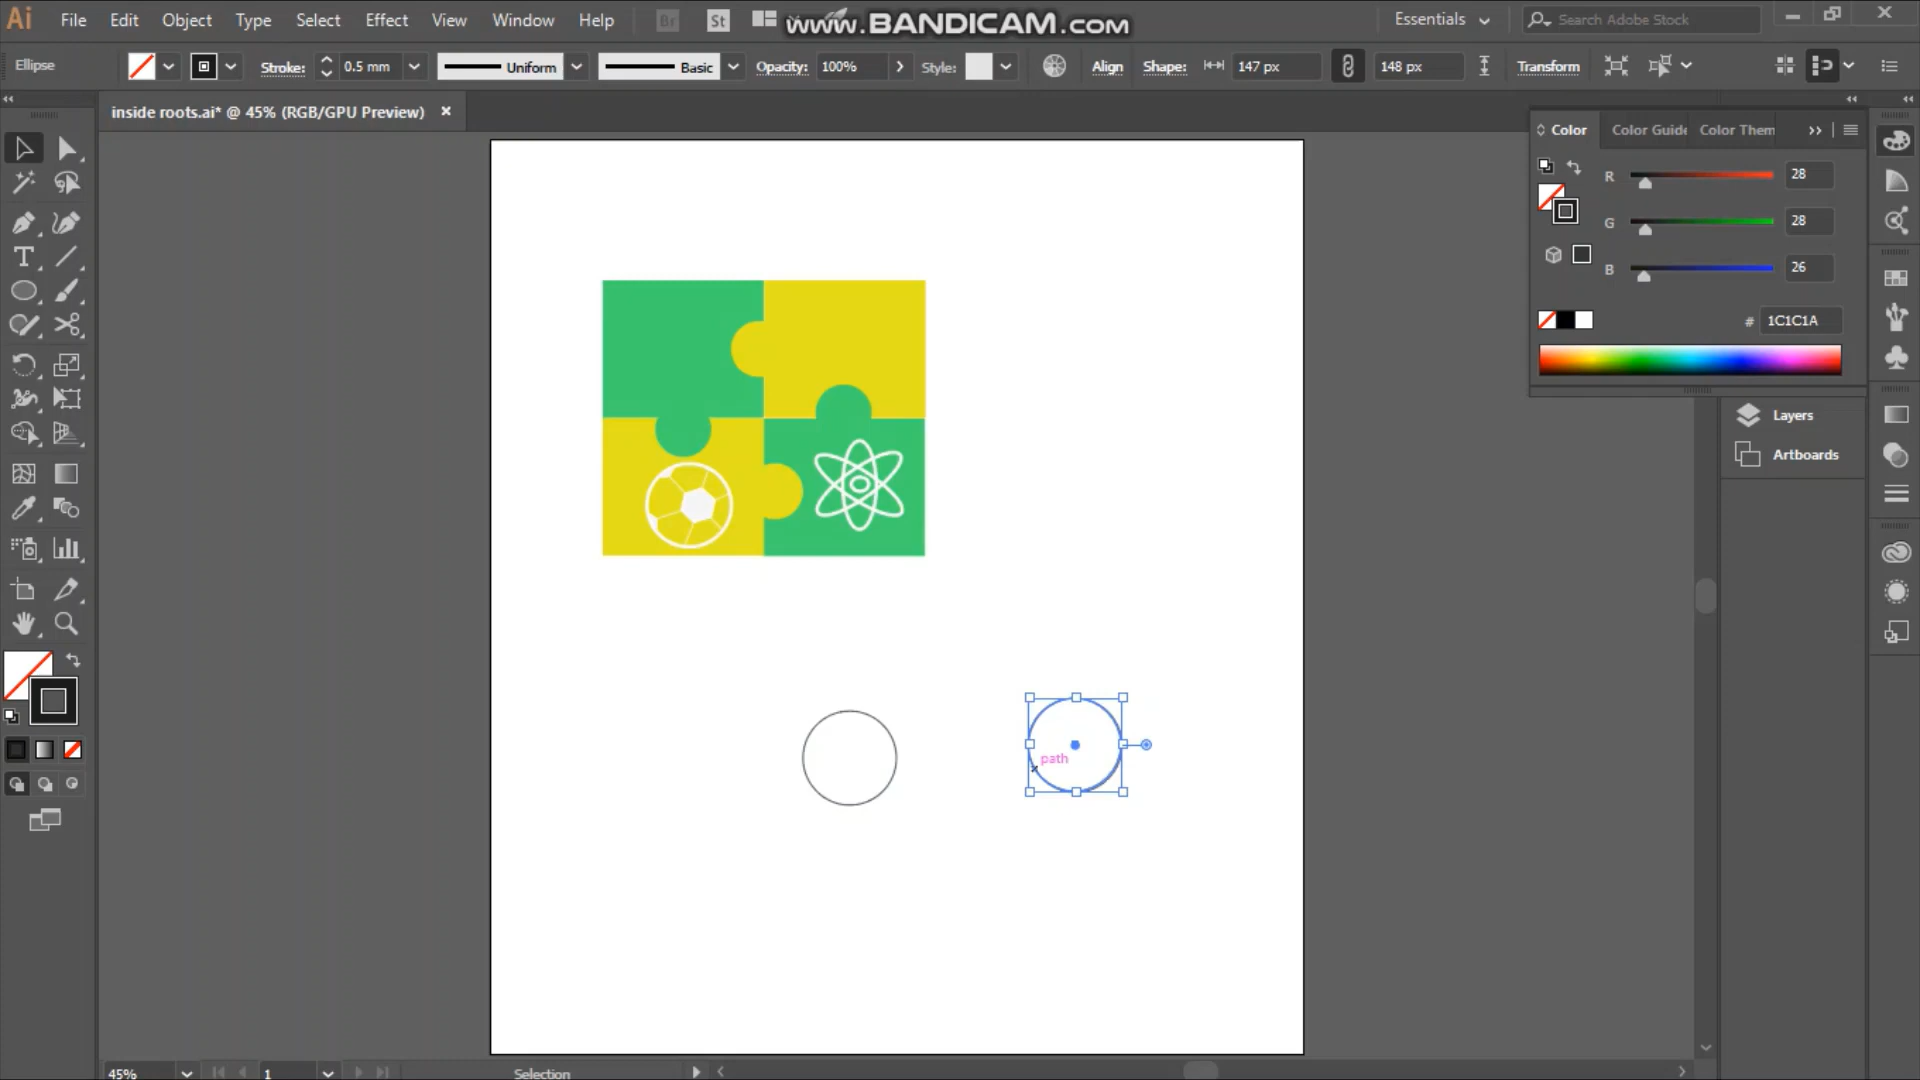 Ai File Edit Object Type Select Effect View Window Help Br St www.BANDICAM.com Essentials Search Adobe Stock
Ellipse Stroke: 0.5 mm Uniform Basic Opacity: 100% Style: Align Shape: 147 px 148 px Transform
inside roots.ai* @ 45% (RGB/GPU Preview)
Color Color Guide Color Them
R 28
G 28
B 26
# 1C1C1A
Layers
Artboards
path
45% 1 Selection